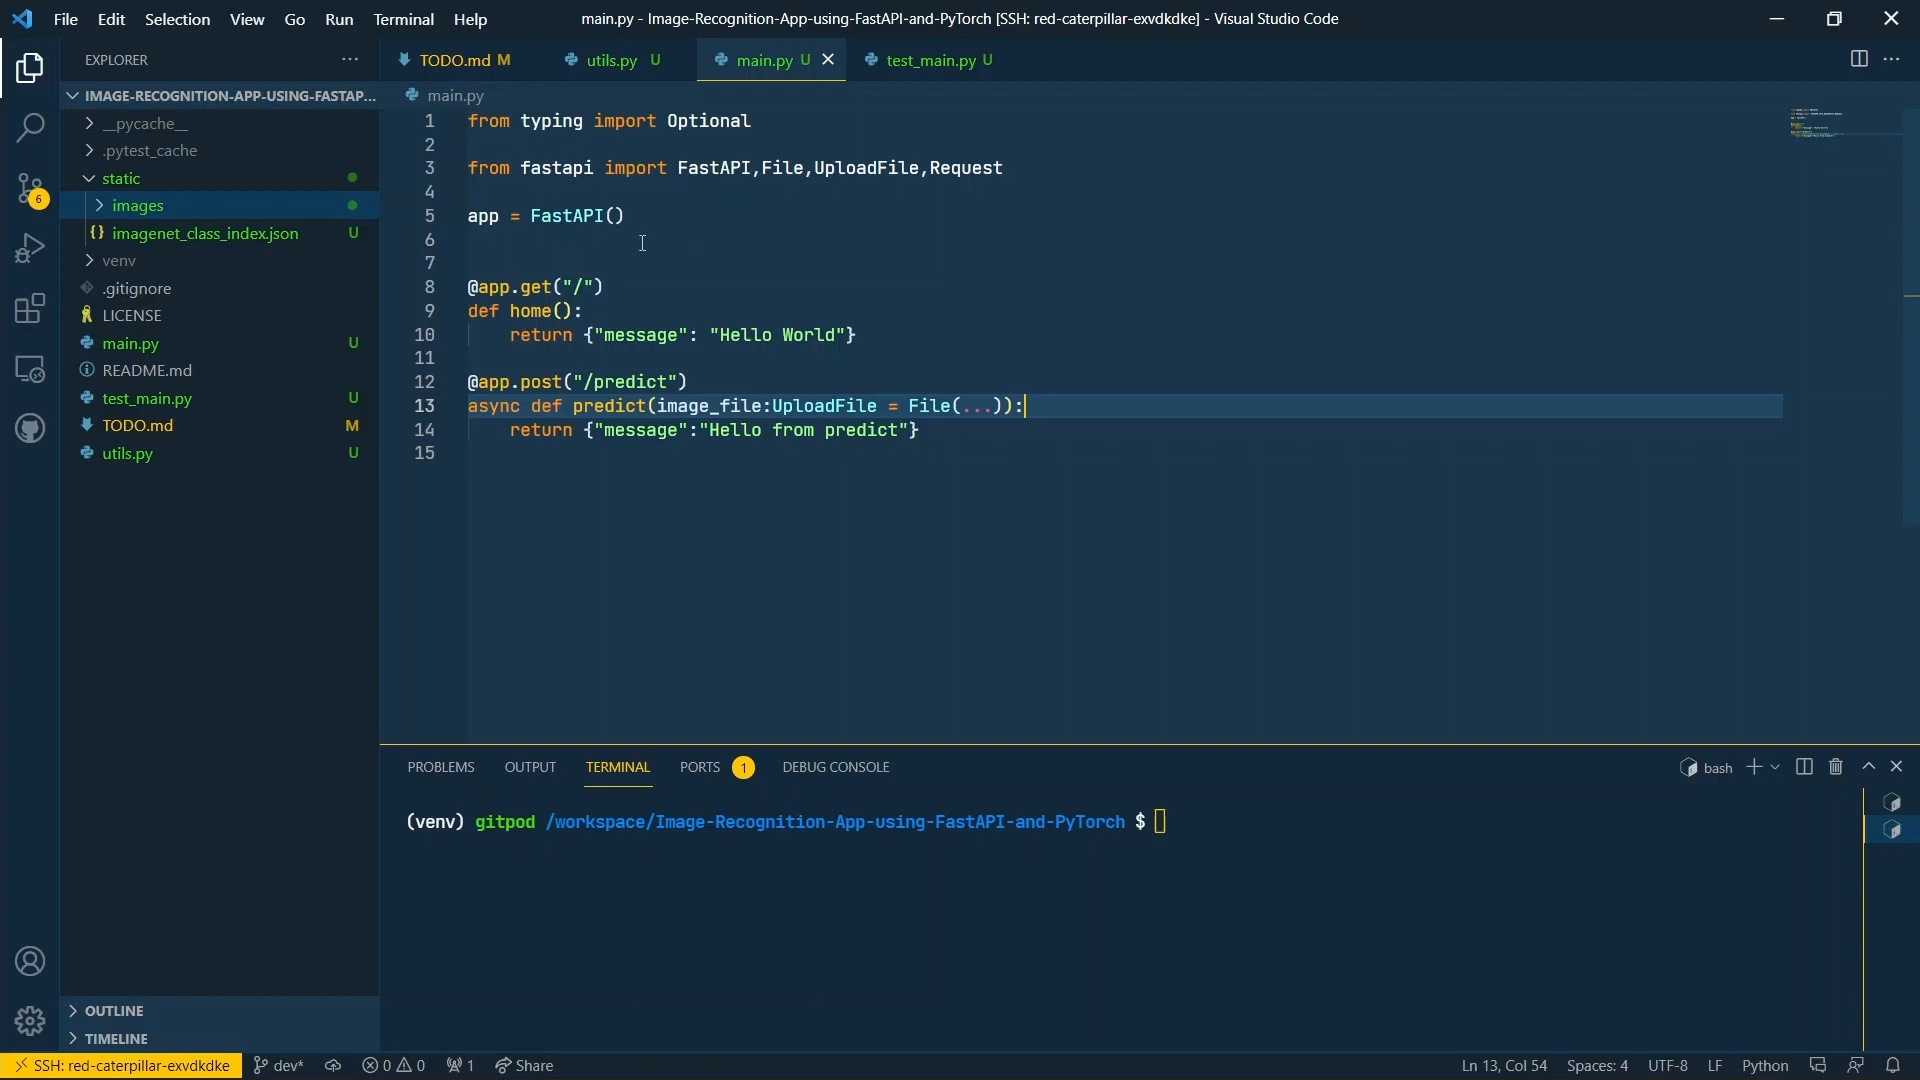 File Edit Selection View Go Run Terminal Help
main.py - Image-Recognition-App-using-FastAPI-and-PyTorch [SSH: red-caterpillar-exvdkdke] - Visual Studio Code
EXPLORER
TODO.md M
utils.py U
main.py U
test_main.py U
IMAGE-RECOGNITION-APP-USING-FASTAP...
main.py
__pycache__
.pytest_cache
static
images
imagenet_class_index.json U
venv
.gitignore
LICENSE
main.py U
README.md
test_main.py U
TODO.md M
utils.py U
6
OUTLINE
TIMELINE
1 from typing import Optional
2
3 from fastapi import FastAPI,File,UploadFile,Request
4
5 app = FastAPI()
6
7
8 @app.get("/")
9 def home():
10 return {"message": "Hello World"}
11
12 @app.post("/predict")
13 async def predict(image_file:UploadFile = File(...)):
14 return {"message":"Hello from predict"}
15
PROBLEMS OUTPUT TERMINAL PORTS 1 DEBUG CONSOLE
bash
(venv) gitpod /workspace/Image-Recognition-App-using-FastAPI-and-PyTorch $
SSH: red-caterpillar-exvdkdke dev* 0 0 1 Share
Ln 13, Col 54 Spaces: 4 UTF-8 LF Python